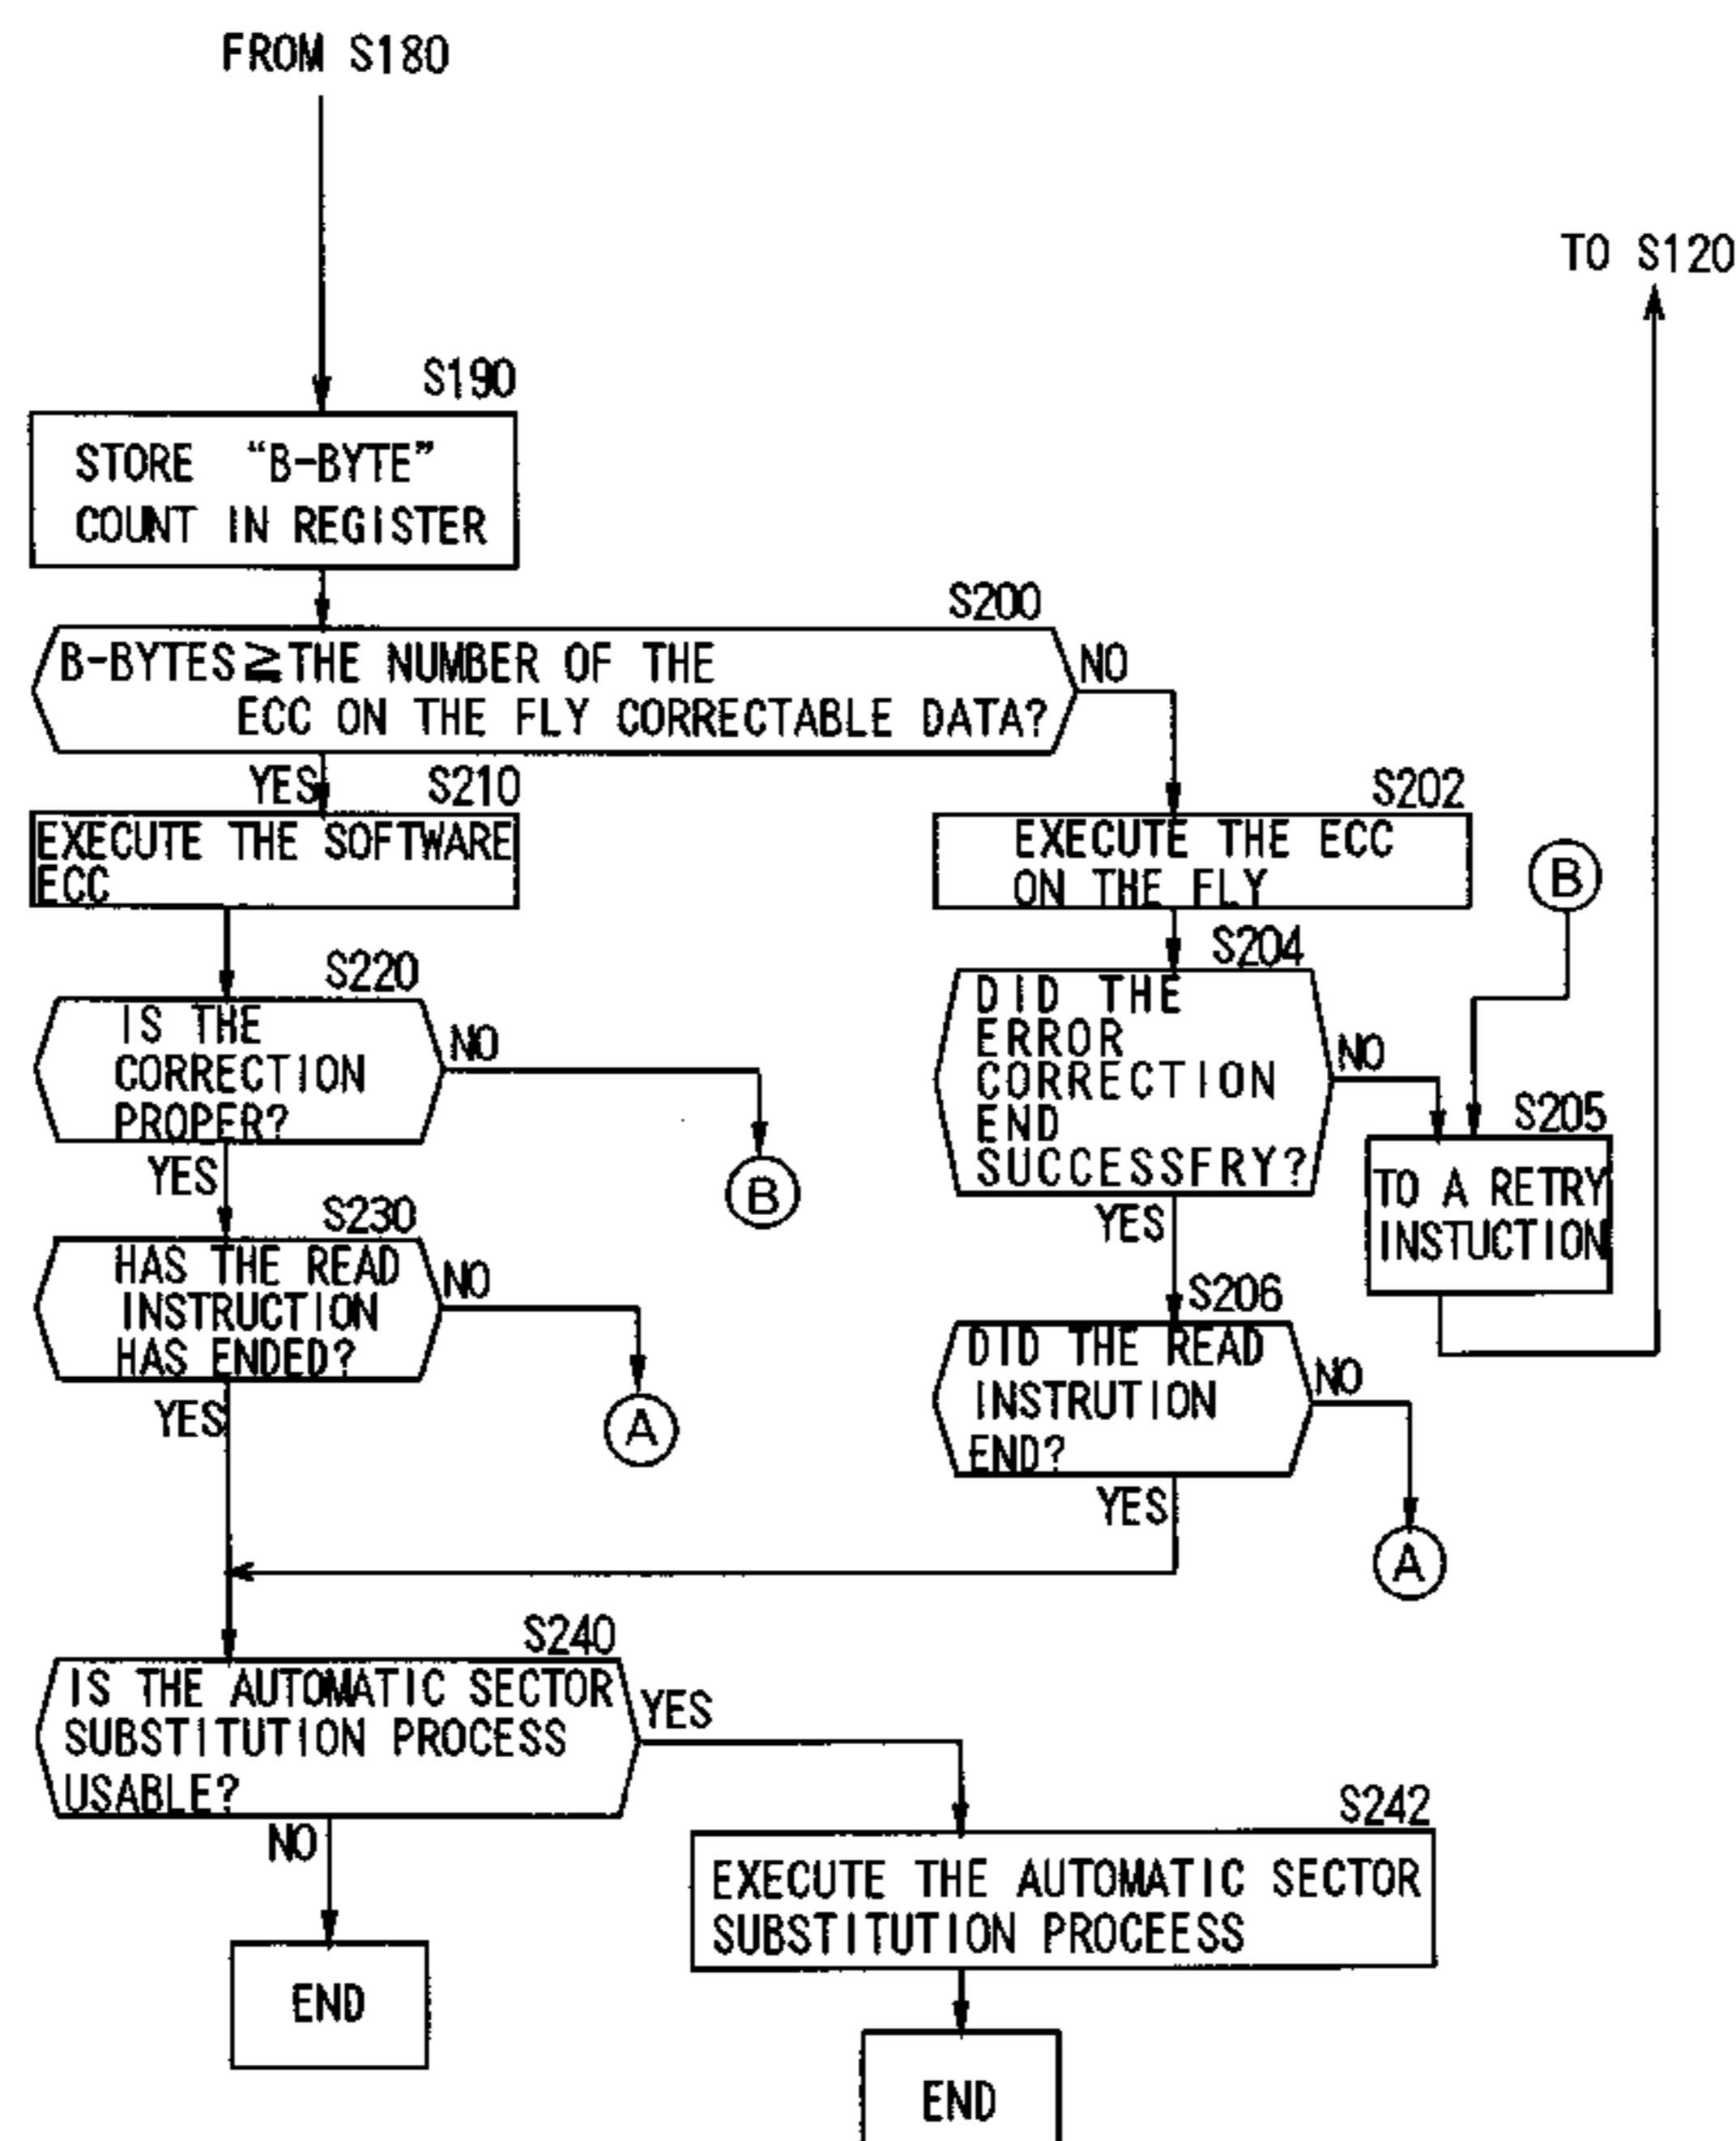 FROM S180
TO S120
S190
STORE "B-BYTE"
COUNT IN REGISTER
S200
B-BYTES≧THE NUMBER OF THE
ECC ON THE FLY CORRECTABLE DATA?
NO
YES
S210
EXECUTE THE SOFTWARE
ECC
S202
EXECUTE THE ECC
ON THE FLY
B
S220
IS THE
CORRECTION
PROPER?
NO
YES
B
S204
DID THE
ERROR
CORRECTION
END
SUCCESSFRY?
NO
YES
S205
TO A RETRY
INSTUCTION
S230
HAS THE READ
INSTRUCTION
HAS ENDED?
NO
YES
A
S206
DID THE READ
INSTRUTION
END?
NO
YES
A
S240
IS THE AUTOMATIC SECTOR
SUBSTITUTION PROCESS
USABLE?
YES
NO
S242
EXECUTE THE AUTOMATIC SECTOR
SUBSTITUTION PROCEESS
END
END